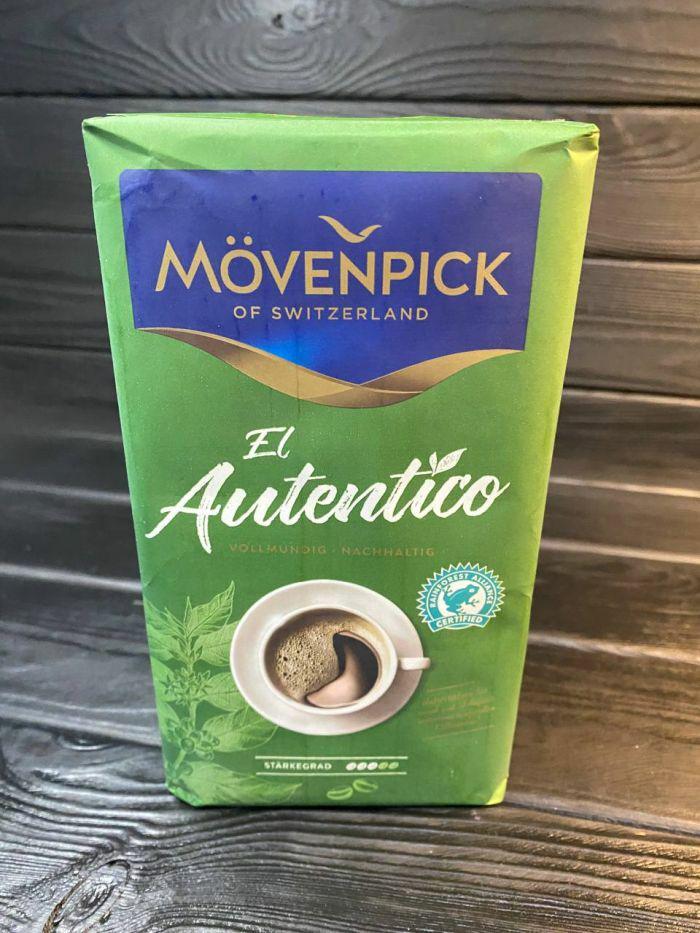 MÖVENPICK
OF SWITZERLAND
El
Autentico
VOLLMUNDIG · NACHHALTIG
RAINFOREST ALLIANCE
CERTIFIED
STÄRKEGRAD